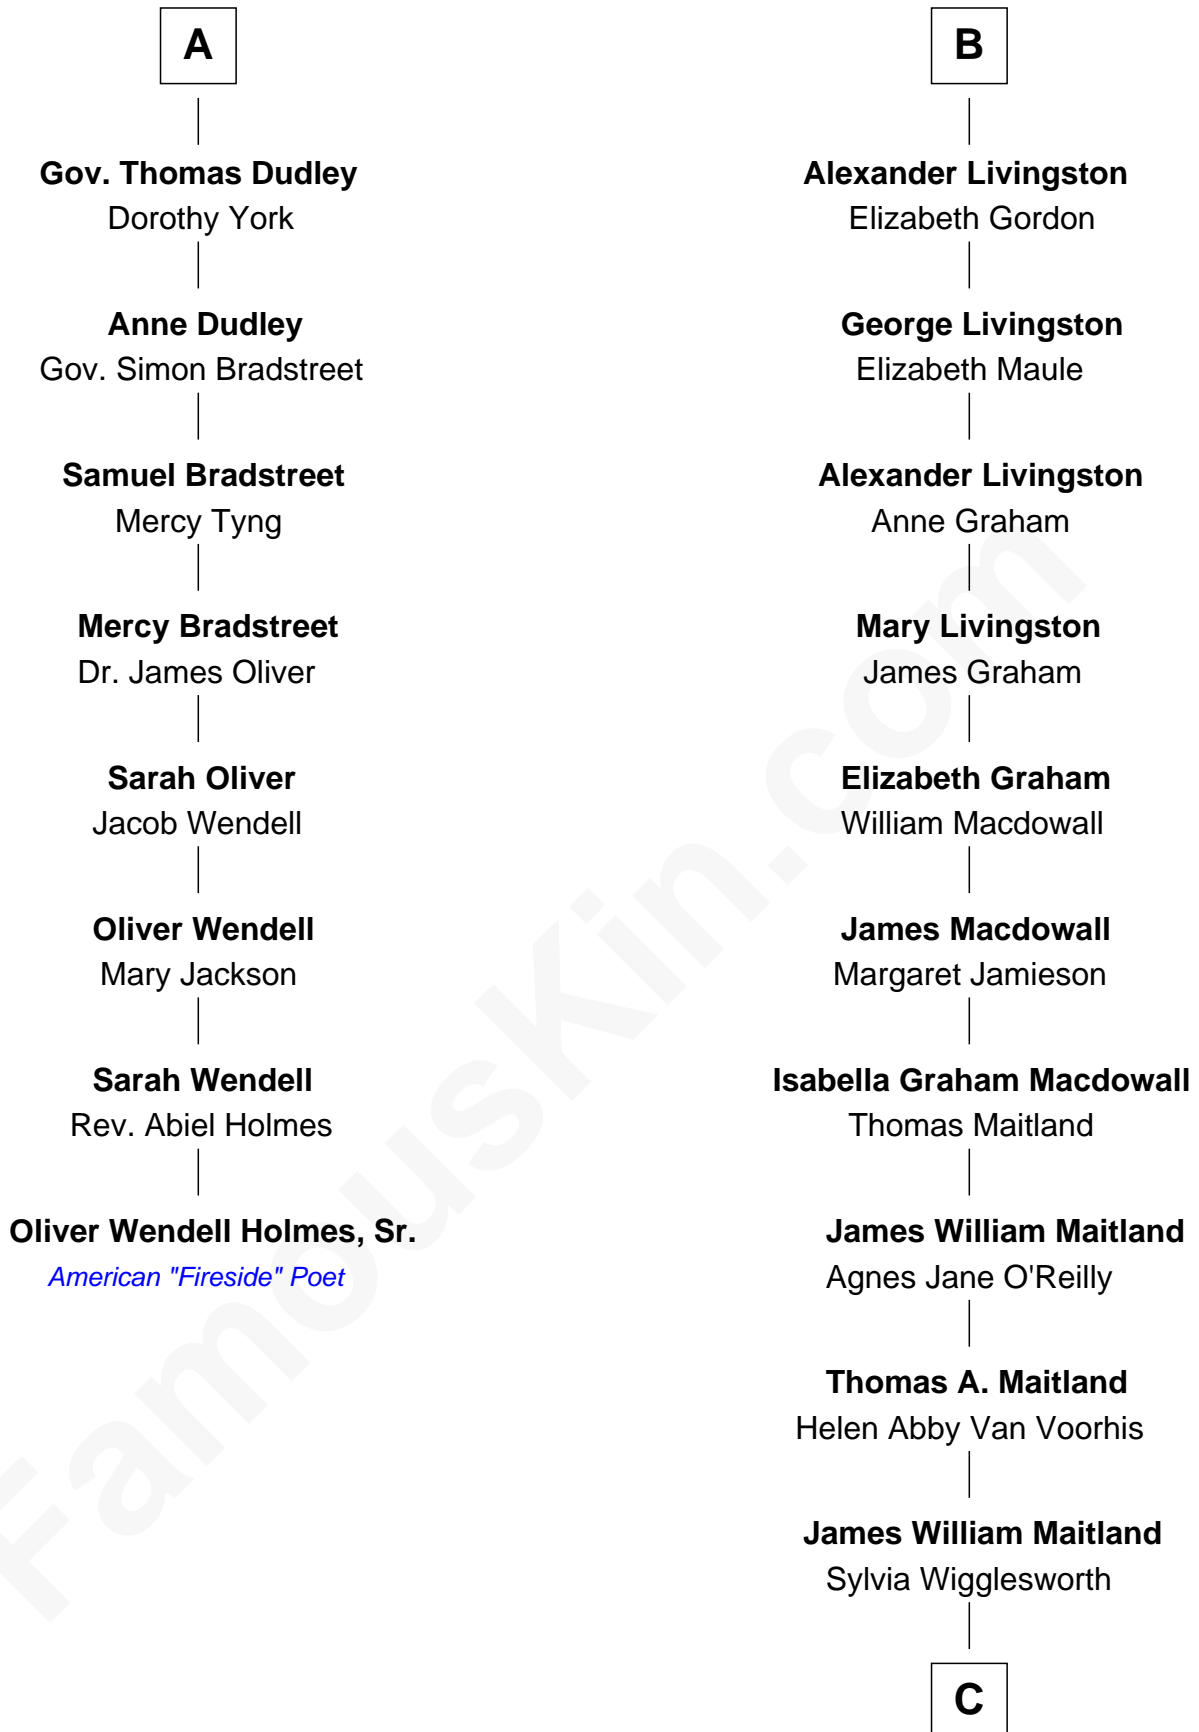 A
Gov. Thomas Dudley
Dorothy York
Anne Dudley
Gov. Simon Bradstreet
Samuel Bradstreet
Mercy Tyng
Mercy Bradstreet
Dr. James Oliver
Sarah Oliver
Jacob Wendell
Oliver Wendell
Mary Jackson
Sarah Wendell
Rev. Abiel Holmes
Oliver Wendell Holmes, Sr.
American "Fireside" Poet
B
Alexander Livingston
Elizabeth Gordon
George Livingston
Elizabeth Maule
Alexander Livingston
Anne Graham
Mary Livingston
James Graham
Elizabeth Graham
William Macdowall
James Macdowall
Margaret Jamieson
Isabella Graham Macdowall
Thomas Maitland
James William Maitland
Agnes Jane O'Reilly
Thomas A. Maitland
Helen Abby Van Voorhis
James William Maitland
Sylvia Wigglesworth
C
FamousKin.com